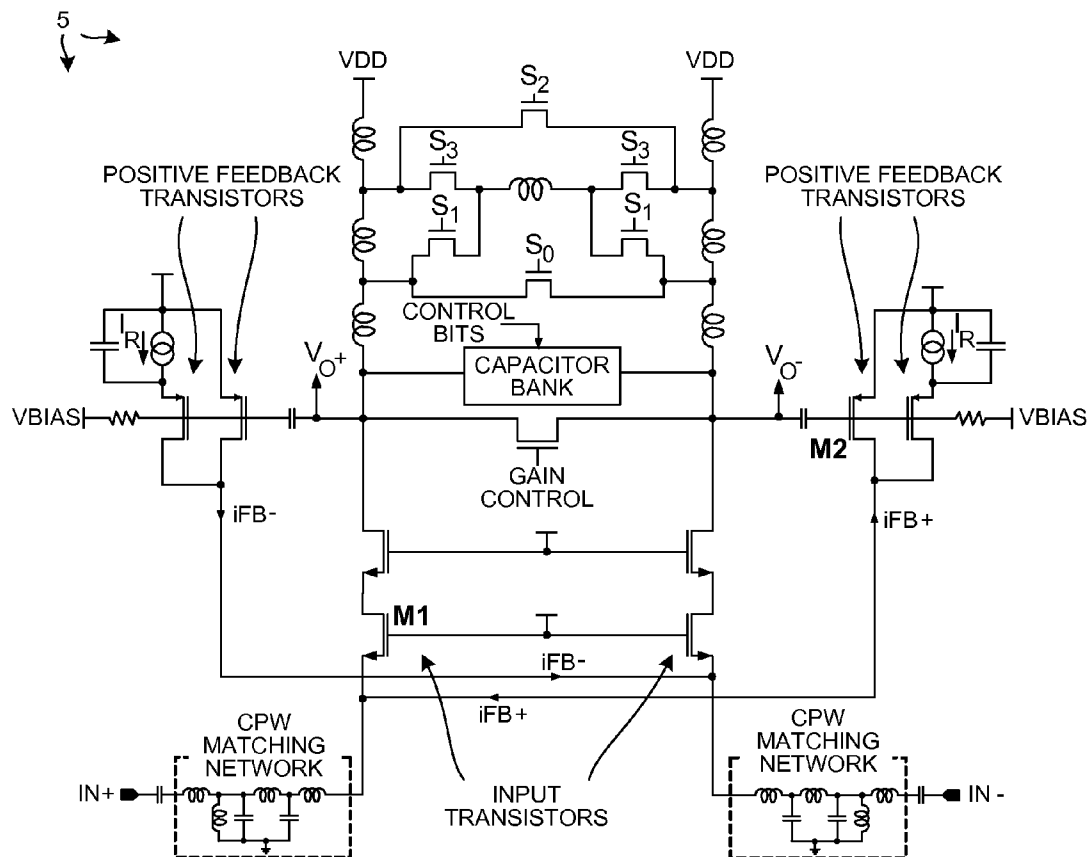 5
VDD
VDD
S2
S3
S3
POSITIVE FEEDBACK
TRANSISTORS
POSITIVE FEEDBACK
TRANSISTORS
S1
S1
S0
CONTROL
BITS
IR
VO+
CAPACITOR
BANK
VO-
IR
VBIAS
VBIAS
M2
GAIN
CONTROL
iFB-
iFB+
M1
iFB-
iFB+
CPW
MATCHING
NETWORK
CPW
MATCHING
NETWORK
IN+
INPUT
TRANSISTORS
IN -